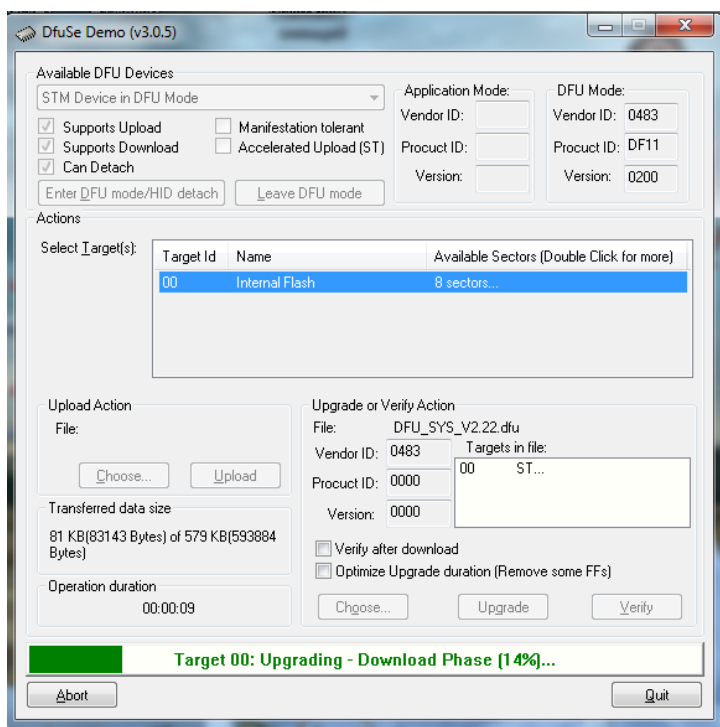 DfuSe Demo (v3.0.5)
Available DFU Devices
STM Device in DFU Mode
Supports Upload
Manifestation tolerant
Supports Download
Accelerated Upload (ST)
Can Detach
Enter DFU mode/HID detach
Leave DFU mode
Application Mode:
Vendor ID:
Procuct ID:
Version:
DFU Mode:
Vendor ID: 0483
Procuct ID: DF11
Version: 0200
Actions
Select Target(s):
Target Id Name Available Sectors (Double Click for more)
00 Internal Flash 8 sectors...
Upload Action
File:
Choose... Upload
Transferred data size
81 KB(83143 Bytes) of 579 KB(593884
Bytes)
Operation duration
00:00:09
Upgrade or Verify Action
File: DFU_SYS_V2.22.dfu
Vendor ID: 0483
Procuct ID: 0000
Version: 0000
Targets in file:
00 ST...
Verify after download
Optimize Upgrade duration (Remove some FFs)
Choose... Upgrade Verify
Target 00: Upgrading - Download Phase (14%)...
Abort Quit